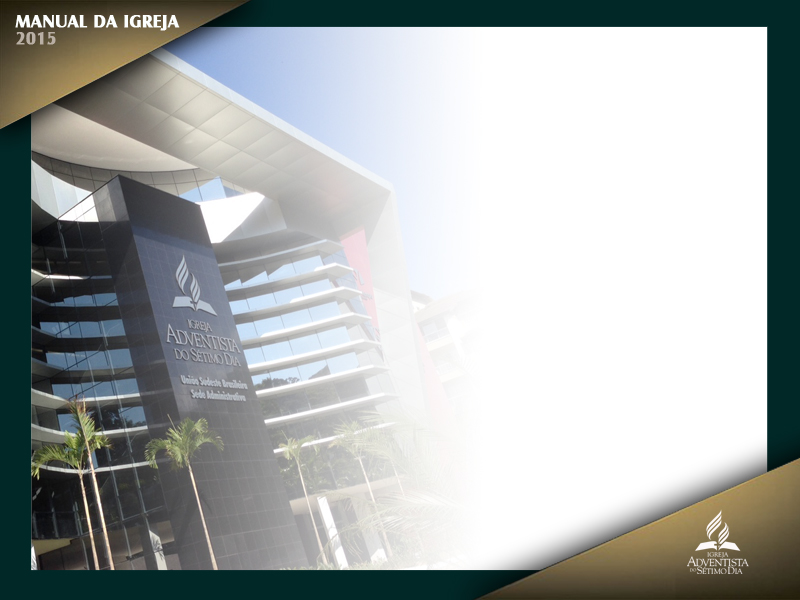 MANUAL DA IGREJA
2015
IGREJA
ADVENTISTA
DO SÉTIMO DIA
União Sudeste Brasileira
Sede Administrativa
IGREJA
ADVENTISTA
DO SÉTIMO DIA